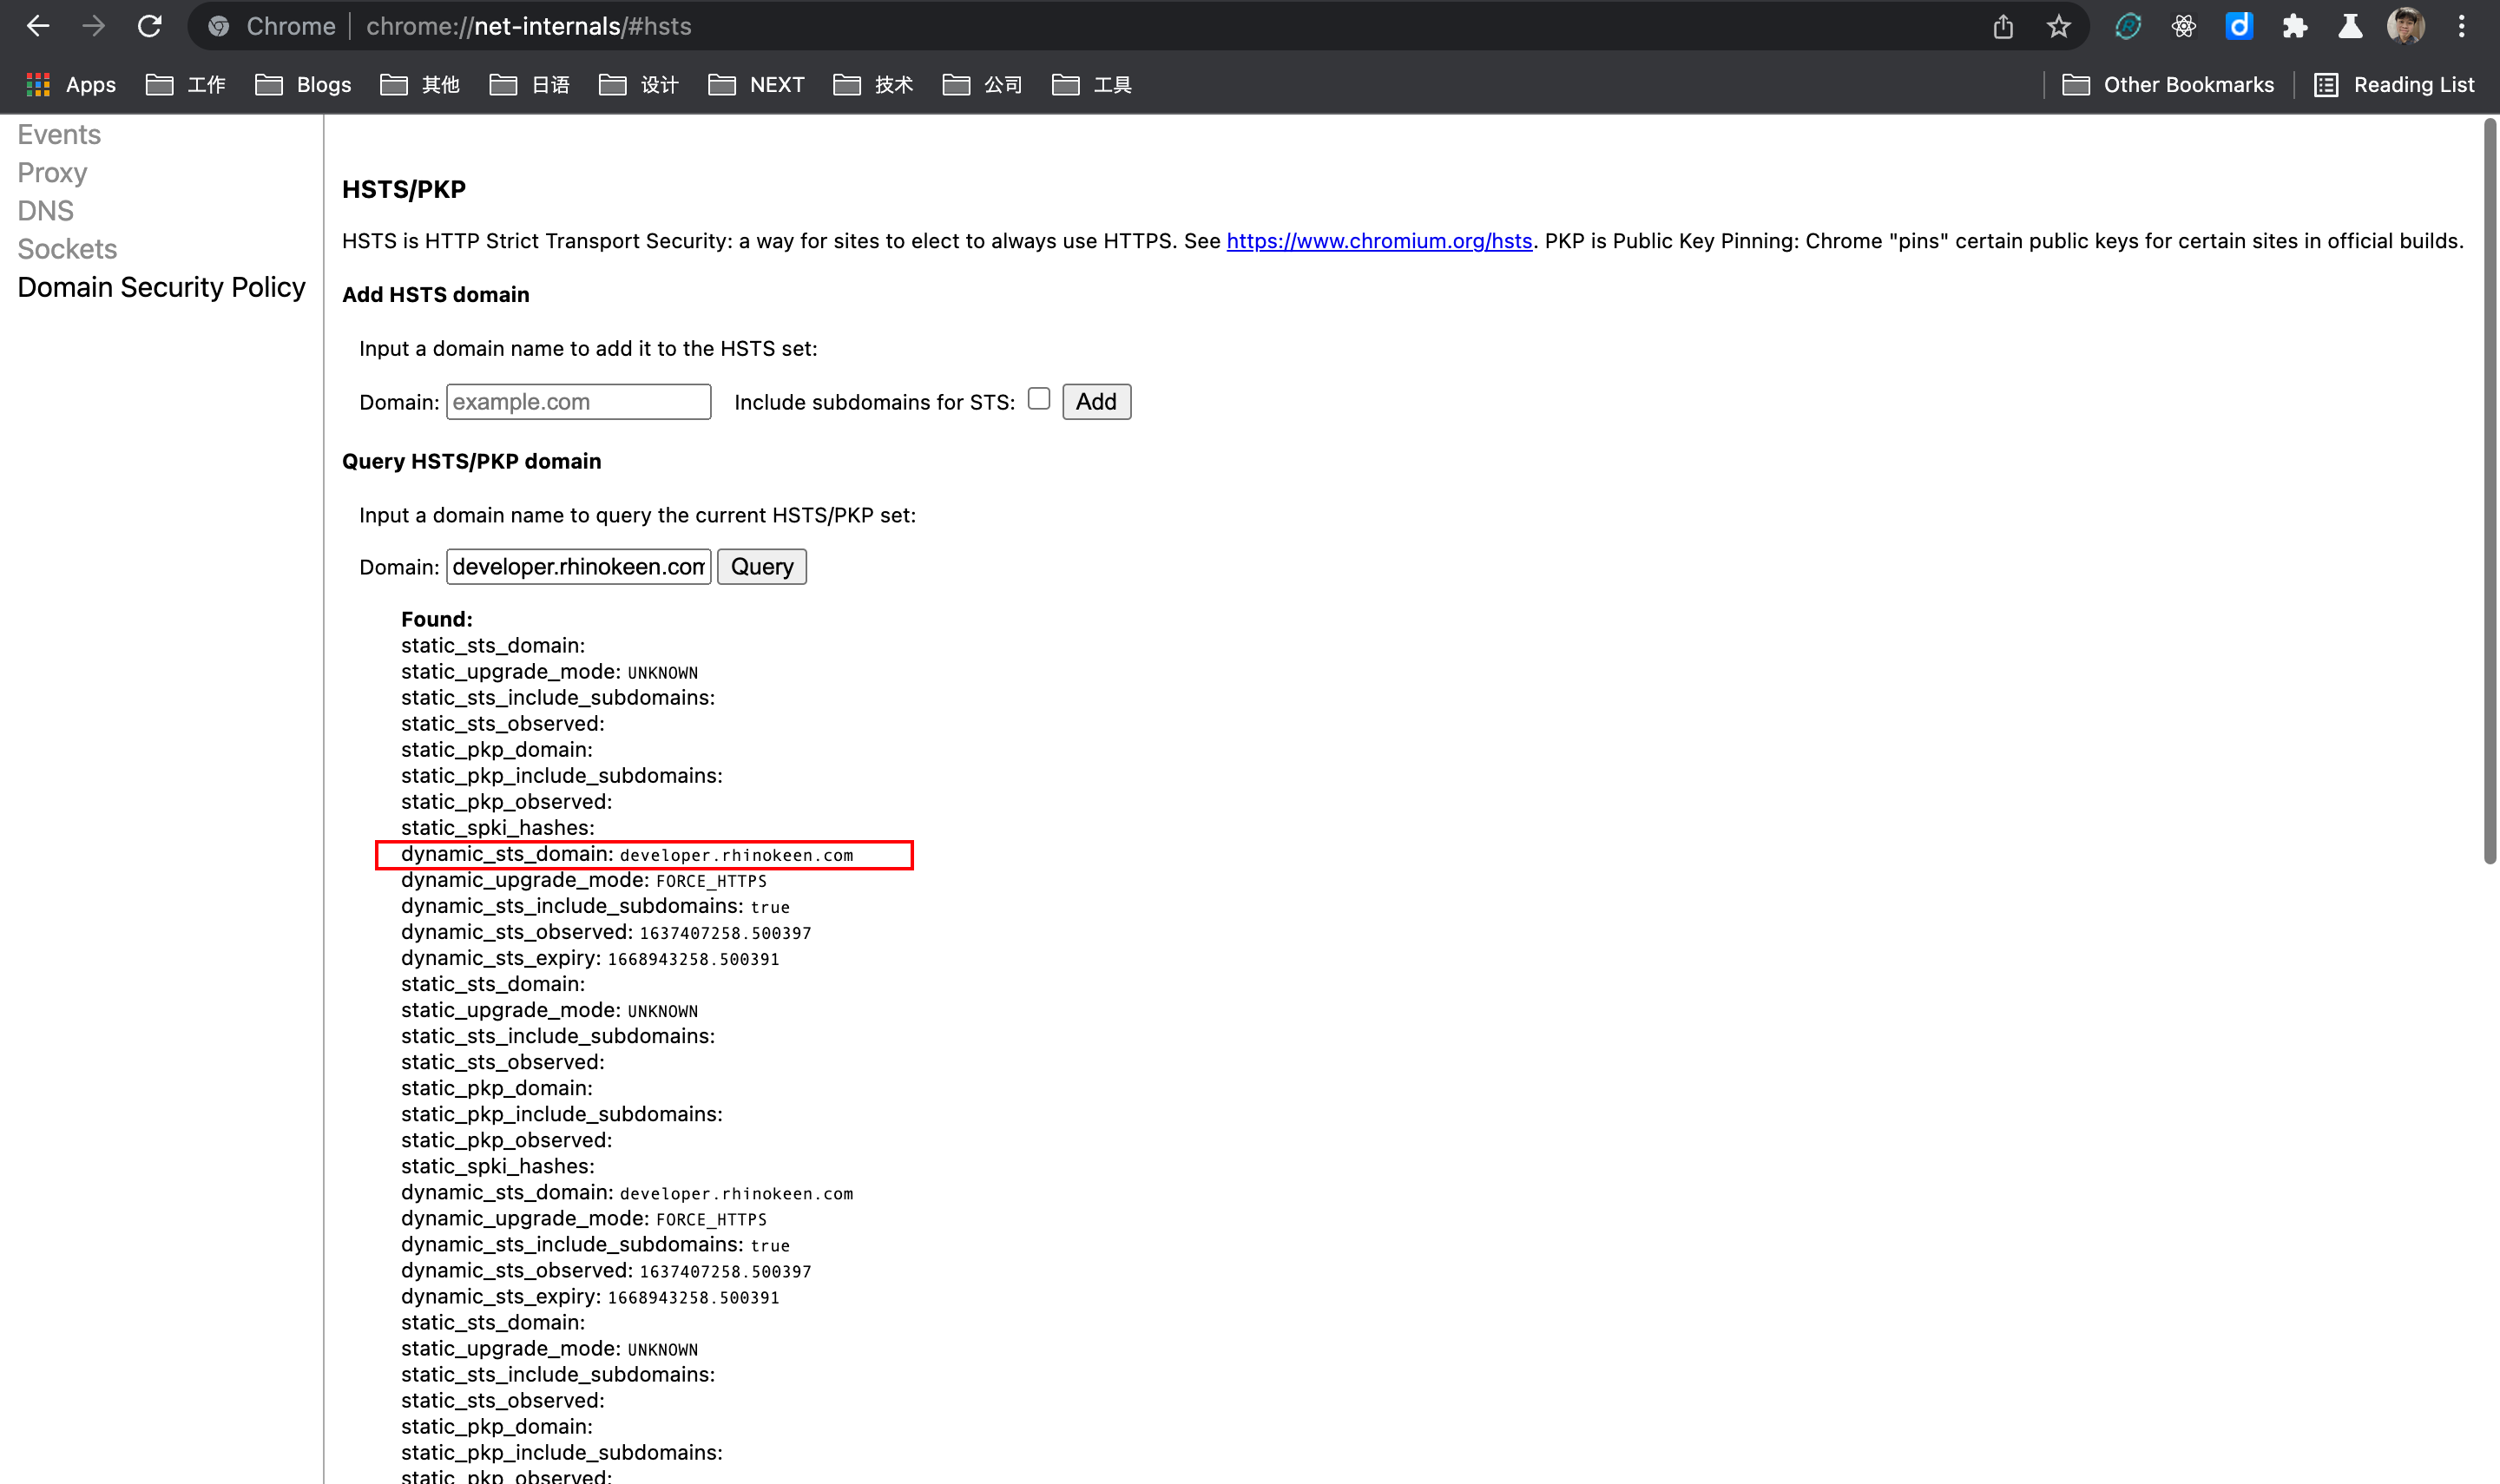 Chrome chrome://net-internals/#hsts
Apps 工作 Blogs 其他 日语 设计 NEXT 技术 公司 工具 Other Bookmarks Reading List
Events
Proxy
DNS
Sockets
Domain Security Policy
HSTS/PKP
HSTS is HTTP Strict Transport Security: a way for sites to elect to always use HTTPS. See https://www.chromium.org/hsts. PKP is Public Key Pinning: Chrome "pins" certain public keys for certain sites in official builds.
Add HSTS domain
Input a domain name to add it to the HSTS set:
Domain: example.com Include subdomains for STS: Add
Query HSTS/PKP domain
Input a domain name to query the current HSTS/PKP set:
Domain: developer.rhinokeen.com Query
Found:
static_sts_domain:
static_upgrade_mode: UNKNOWN
static_sts_include_subdomains:
static_sts_observed:
static_pkp_domain:
static_pkp_include_subdomains:
static_pkp_observed:
static_spki_hashes:
dynamic_sts_domain: developer.rhinokeen.com
dynamic_upgrade_mode: FORCE_HTTPS
dynamic_sts_include_subdomains: true
dynamic_sts_observed: 1637407258.500397
dynamic_sts_expiry: 1668943258.500391
static_sts_domain:
static_upgrade_mode: UNKNOWN
static_sts_include_subdomains:
static_sts_observed:
static_pkp_domain:
static_pkp_include_subdomains:
static_pkp_observed:
static_spki_hashes:
dynamic_sts_domain: developer.rhinokeen.com
dynamic_upgrade_mode: FORCE_HTTPS
dynamic_sts_include_subdomains: true
dynamic_sts_observed: 1637407258.500397
dynamic_sts_expiry: 1668943258.500391
static_sts_domain:
static_upgrade_mode: UNKNOWN
static_sts_include_subdomains:
static_sts_observed:
static_pkp_domain:
static_pkp_include_subdomains:
static_pkp_observed: